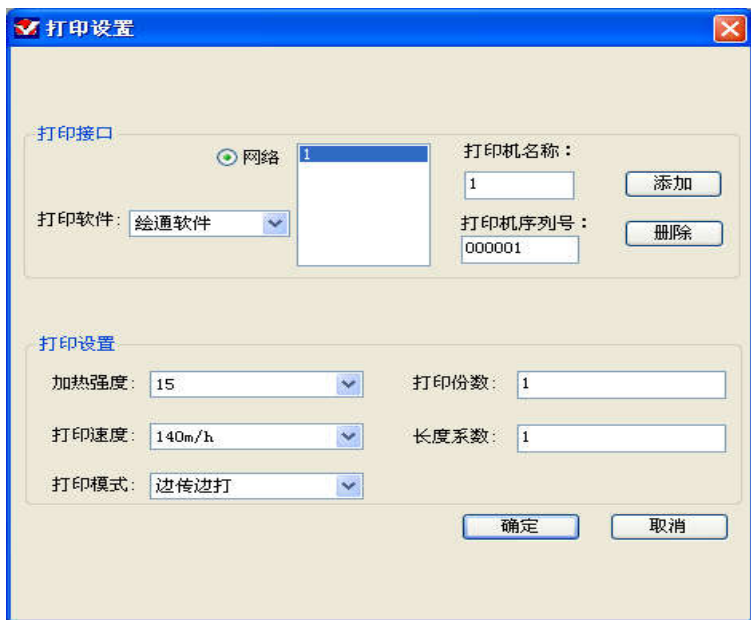 打印设置
打印接口
网络
1
打印机名称：
1
添加
打印软件:
绘通软件
打印机序列号：
000001
删除
打印设置
加热强度:
15
打印份数:
1
打印速度:
140m/h
长度系数:
1
打印模式:
边传边打
确定
取消